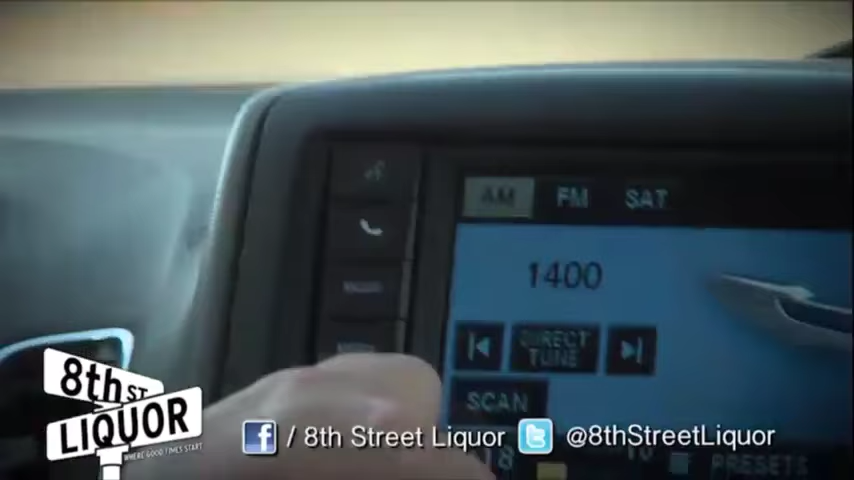 AM FM SAT
1400
DIRECT
TUNE
SCAN
PRESETS
8th ST
LIQUOR
WHERE GOOD TIMES START
f / 8th Street Liquor
@8thStreetLiquor